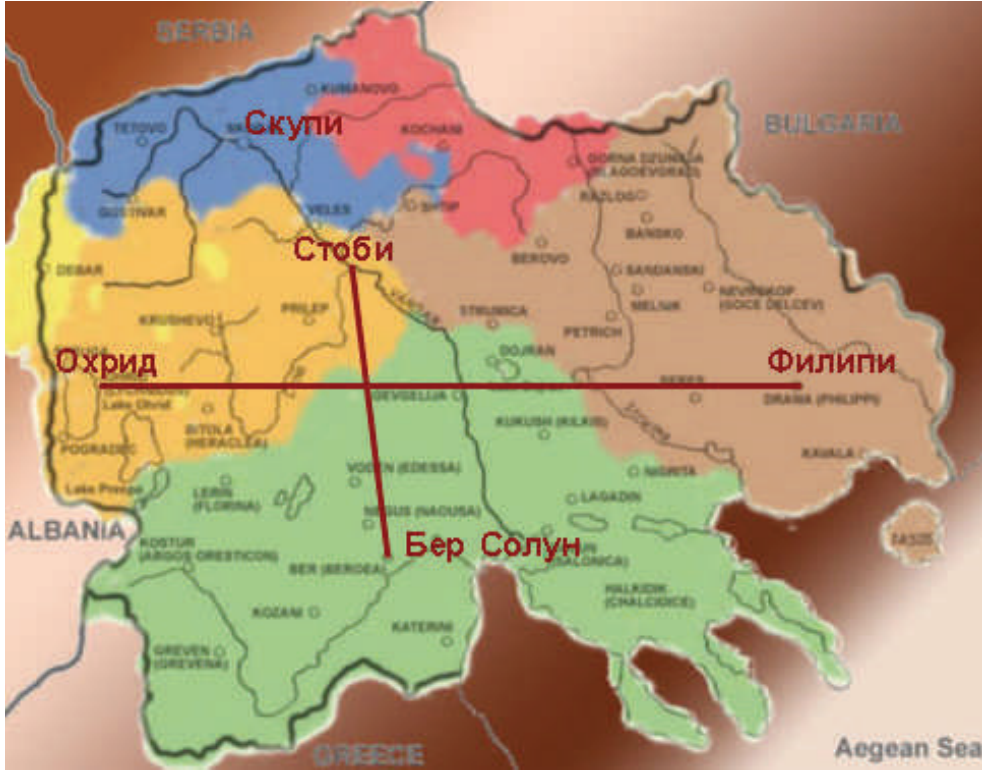 SERBIA
KUMANOVO
TETOVO
Скупи
KOCHANI
BULGARIA
GORNA DZUMAJA
(BLAGOEVGRAD)
RAZLOG
GOSTIVAR
VELES
SHTIP
BANSKO
Стоби
BEROVO
DEBAR
SANDANSKI
NEVROKOP
(GOCE DELCEV)
MELNIK
VARDAR
PRILEP
STRUMICA
KRUSHEVO
PETRICH
DOJRAN
Охрид
Филипи
Lake Ohrid
GEVGELIJA
SERES
DRAMA (PHILIPPI)
BITOLA
(HERACLEA)
KUKUSH (KILKIS)
POGRADEC
KAVALA
VODEN (EDESSA)
NIGRITA
Lake Prespa
LERIN
(FLORINA)
LAGADIN
NEGUS (NAOUSA)
ALBANIA
KOSTUR
(ARGOS ORESTICON)
Бер Солун
(SALONICA)
BER (BEROEA)
HALKIDIK
(CHALCIDICE)
KOZANI
KATERINI
GREVEN
(GREVENA)
GREECE
Aegean Sea